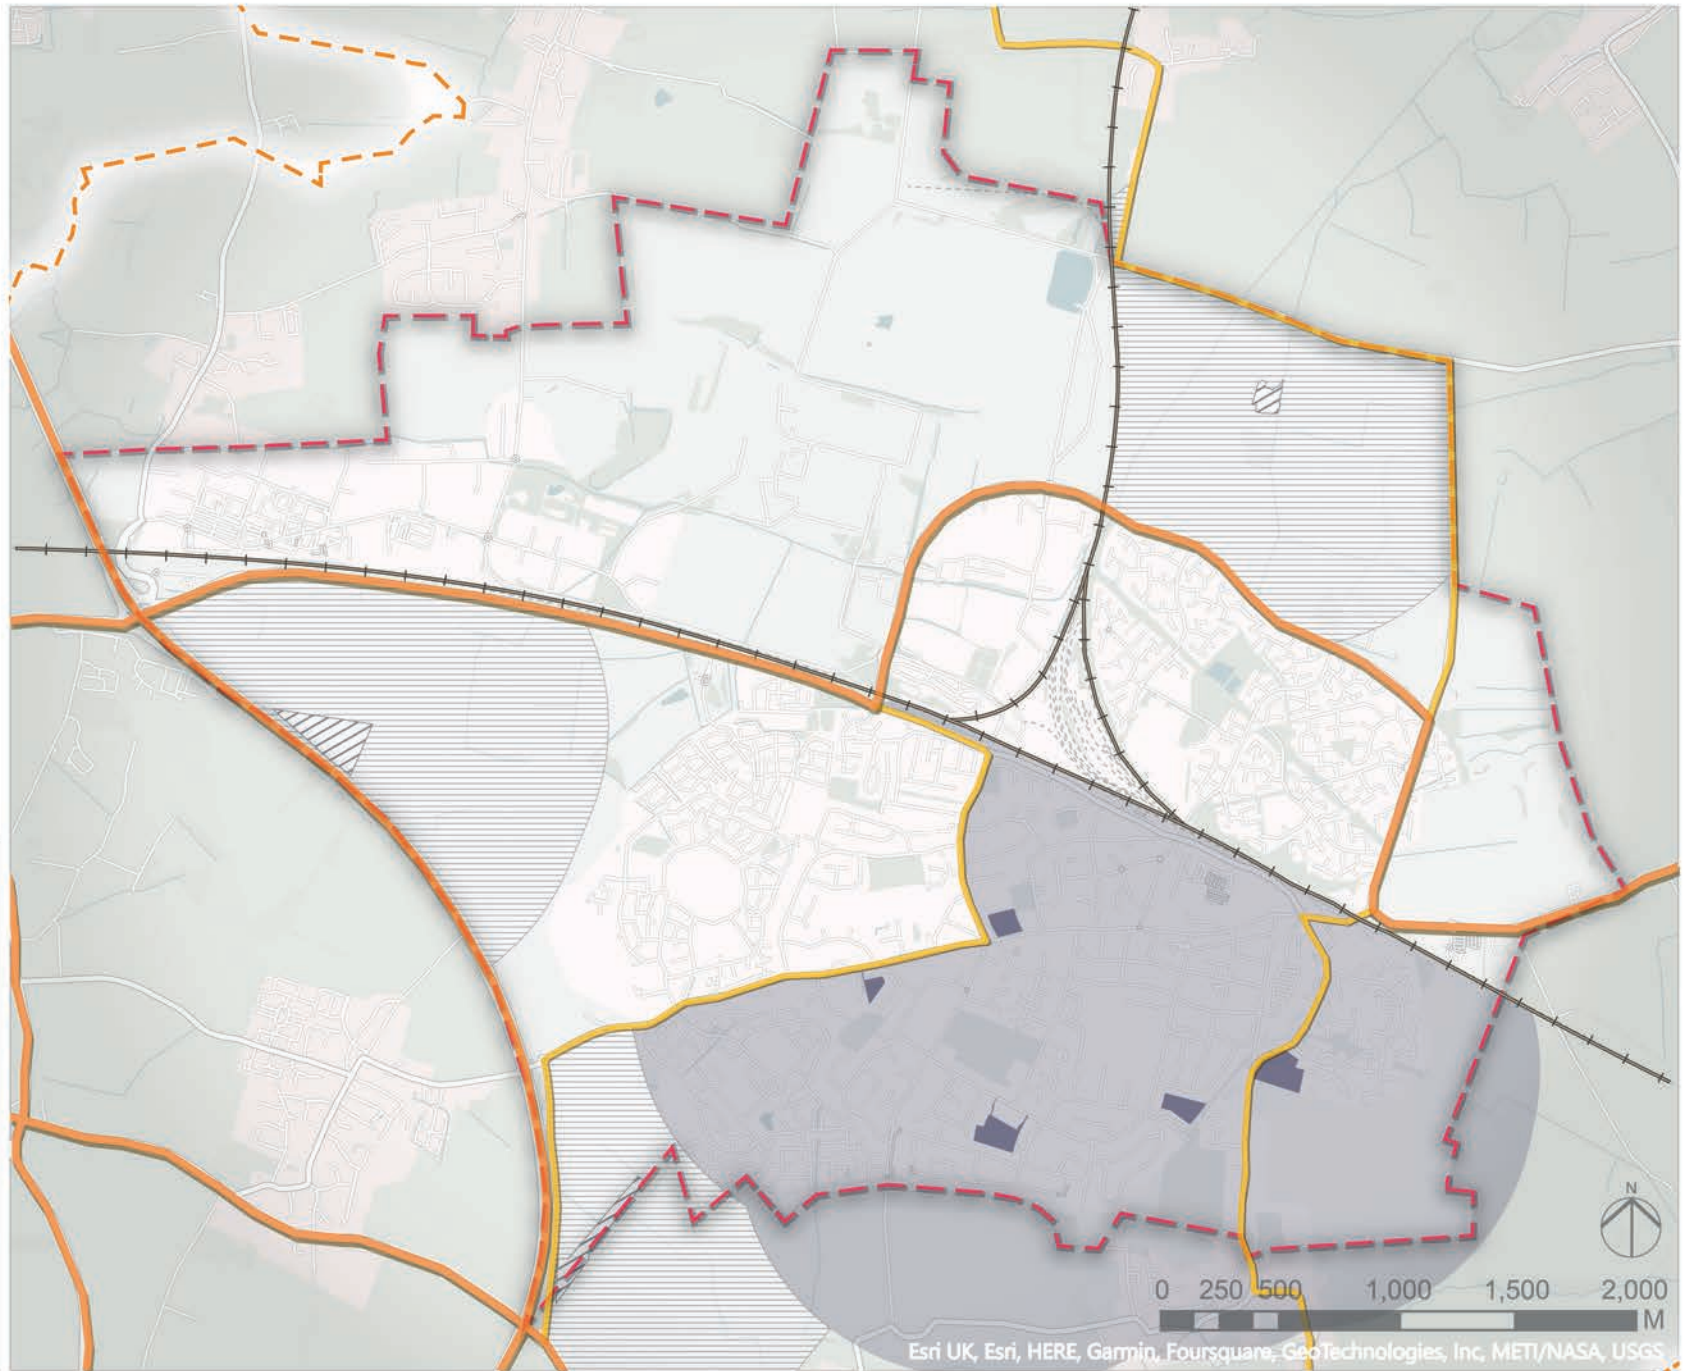 N
0 250 500 1,000 1,500 2,000
M
Esri UK, Esri, HERE, Garmin, Foursquare, GeoTechnologies, Inc, METI/NASA, USGS